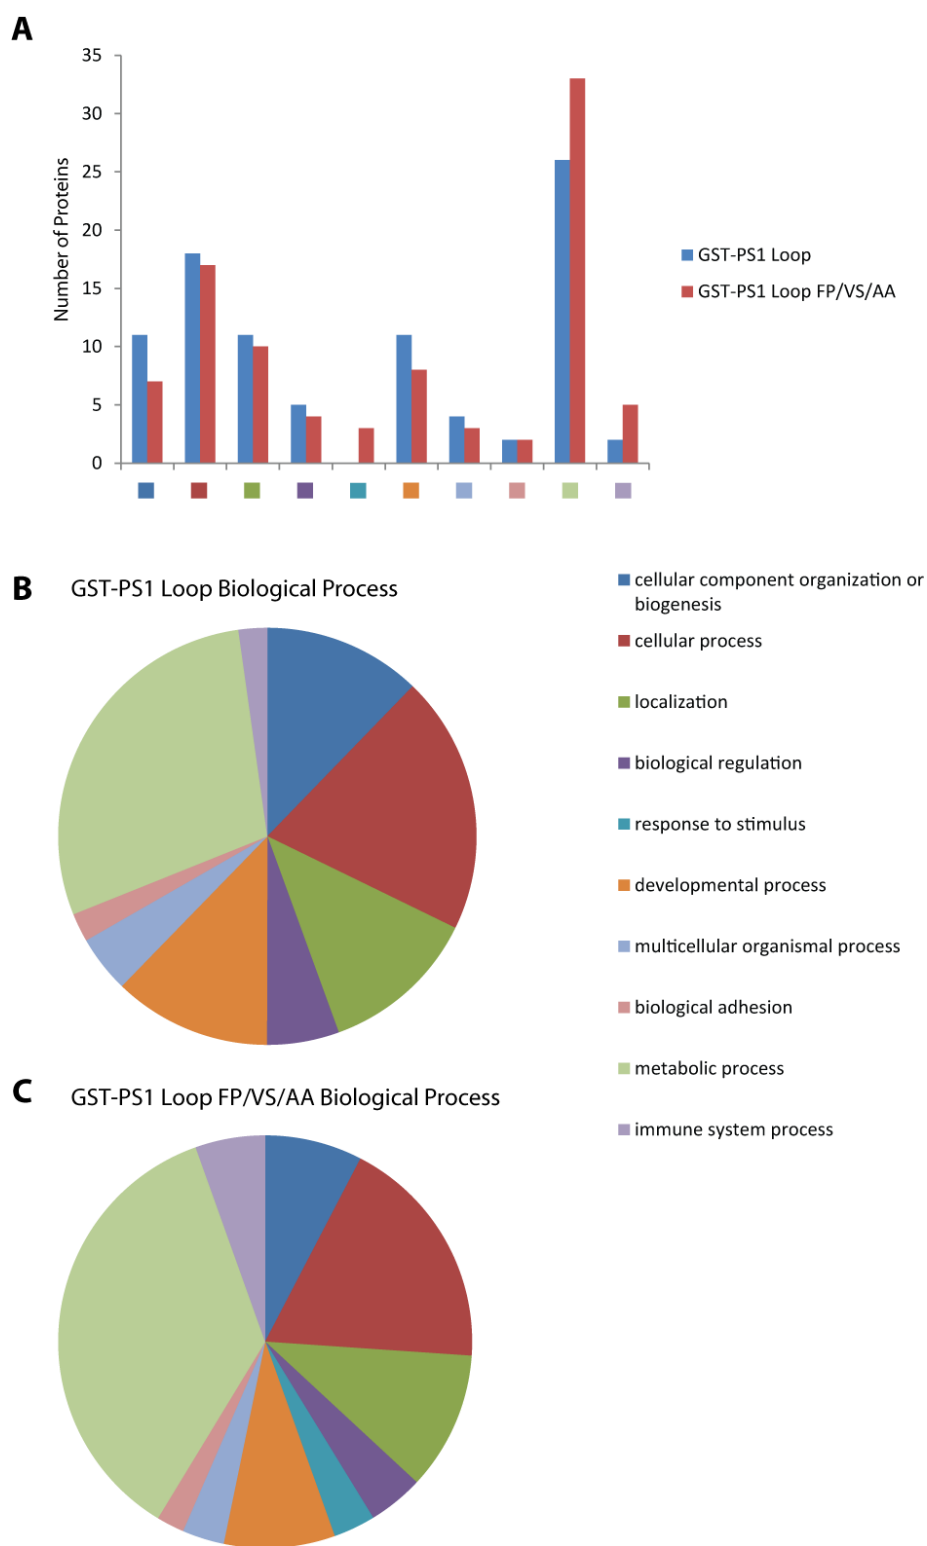 A
35
30
25
20
15
10
5
0
Number of Proteins
GST-PS1 Loop
GST-PS1 Loop FP/VS/AA
B
GST-PS1 Loop Biological Process
cellular component organization or
biogenesis
cellular process
localization
biological regulation
response to stimulus
developmental process
multicellular organismal process
biological adhesion
metabolic process
immune system process
C
GST-PS1 Loop FP/VS/AA Biological Process